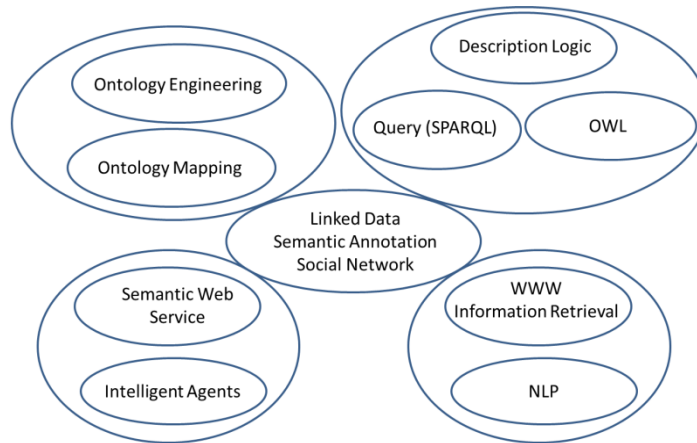 Ontology Engineering
Ontology Mapping
Description Logic
Query (SPARQL)
OWL
Linked Data
Semantic Annotation
Social Network
Semantic Web
Service
Intelligent Agents
WWW
Information Retrieval
NLP